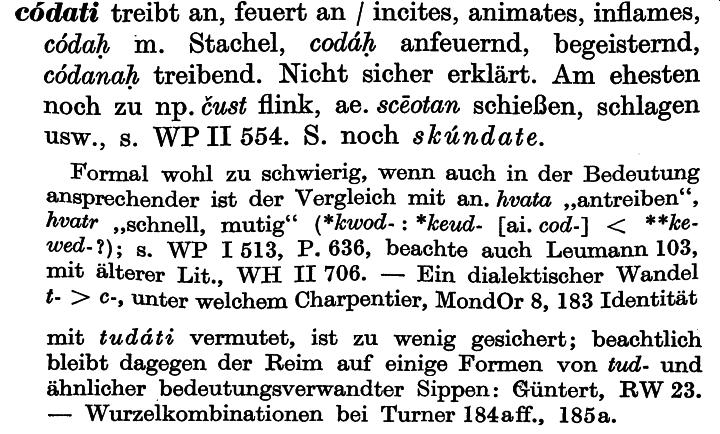 códati treibt an, feuert an / incites, animates, inflames,
códaḥ m. Stachel, codáḥ anfeuernd, begeisternd,
códanaḥ treibend. Nicht sicher erklärt. Am ehesten
noch zu np. čust flink, ae. scēotan schießen, schlagen
usw., s. WP II 554. S. noch skúndate.
Formal wohl zu schwierig, wenn auch in der Bedeutung
ansprechender ist der Vergleich mit an. hvata „antreiben“,
hvatr „schnell, mutig“ (*kwod- : *keud- [ai. cod-] < **ke-
wed-?); s. WP I 513, P. 636, beachte auch Leumann 103,
mit älterer Lit., WH II 706. — Ein dialektischer Wandel
t- > c-, unter welchem Charpentier, MondOr 8, 183 Identität
mit tudáti vermutet, ist zu wenig gesichert; beachtlich
bleibt dagegen der Reim auf einige Formen von tud- und
ähnlicher bedeutungsverwandter Sippen: Güntert, RW 23.
— Wurzelkombinationen bei Turner 184aff., 185a.